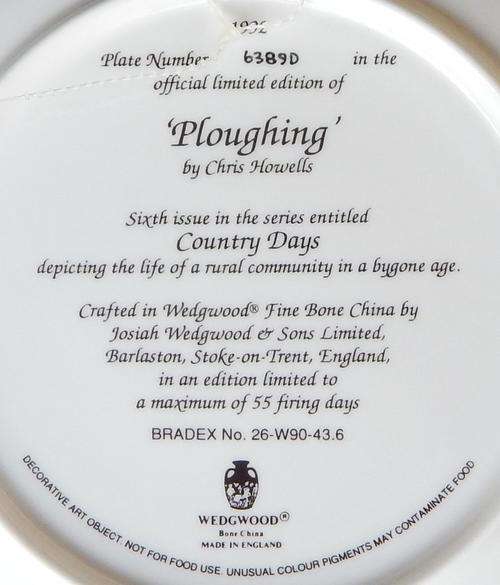 Plate Number 6389D in the
official limited edition of
'Ploughing'
by Chris Howells
Sixth issue in the series entitled
Country Days
depicting the life of a rural community in a bygone age.
Crafted in Wedgwood® Fine Bone China by
Josiah Wedgwood & Sons Limited,
Barlaston, Stoke-on-Trent, England,
in an edition limited to
a maximum of 55 firing days
BRADEX No. 26-W90-43.6
WEDGWOOD®
Bone China
MADE IN ENGLAND
DECORATIVE ART OBJECT. NOT FOR FOOD USE. UNUSUAL COLOUR PIGMENTS MAY CONTAMINATE FOOD